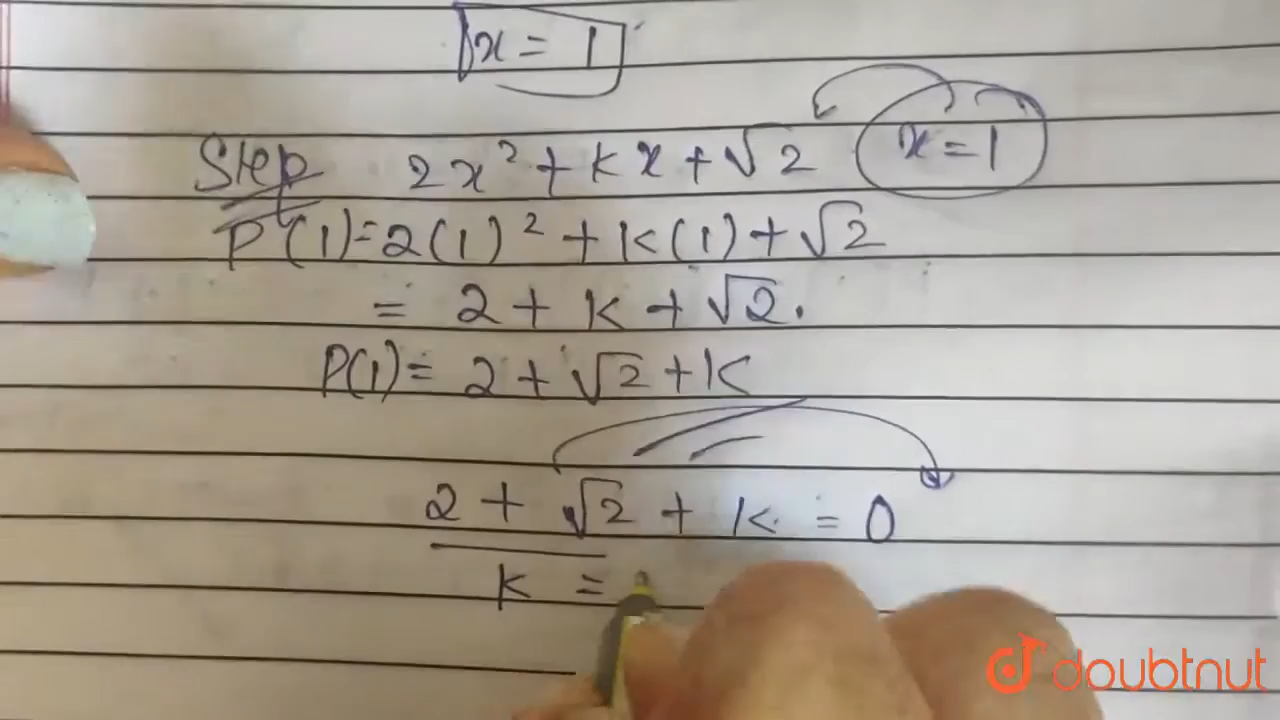 x = 1
Step 2x² + kx + √2 x = 1
P(1) = 2(1)² + k(1) + √2
= 2 + k + √2.
P(1) = 2 + √2 + k
2 + √2 + k = 0
k =
doubtnut